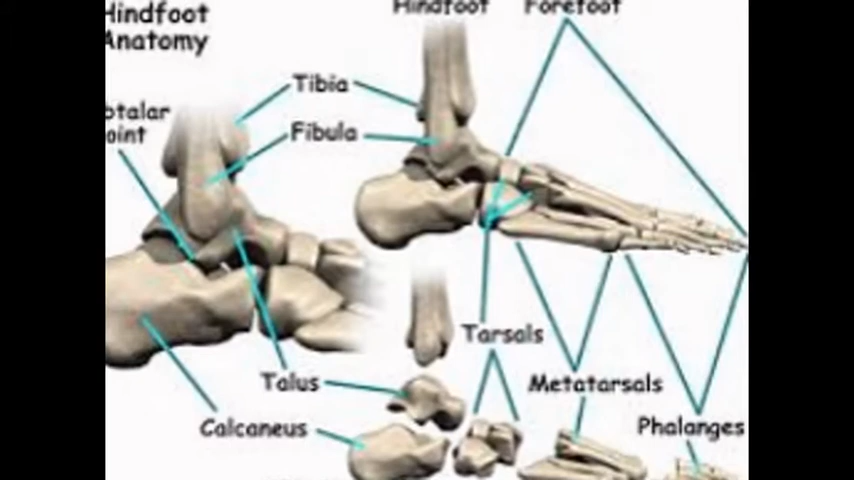 Hindfoot
Anatomy
Hindfoot Forefoot
Tibia
Fibula
Tarsals
Talus
Metatarsals
Calcaneus
Phalanges